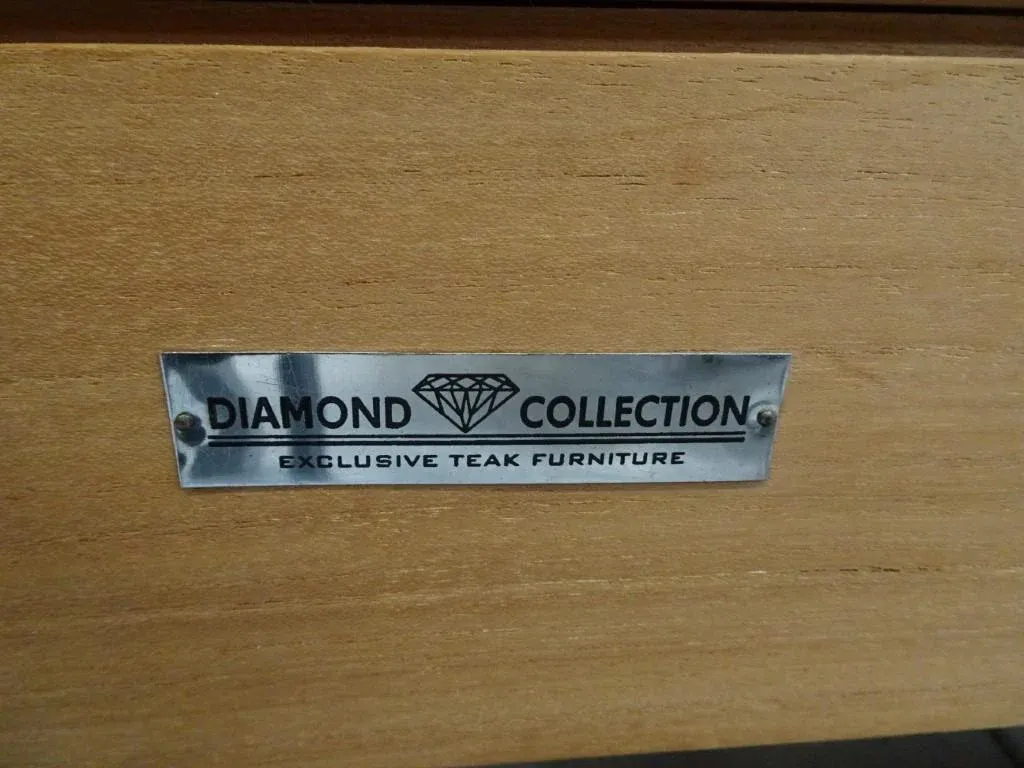 DIAMOND COLLECTION
EXCLUSIVE TEAK FURNITURE